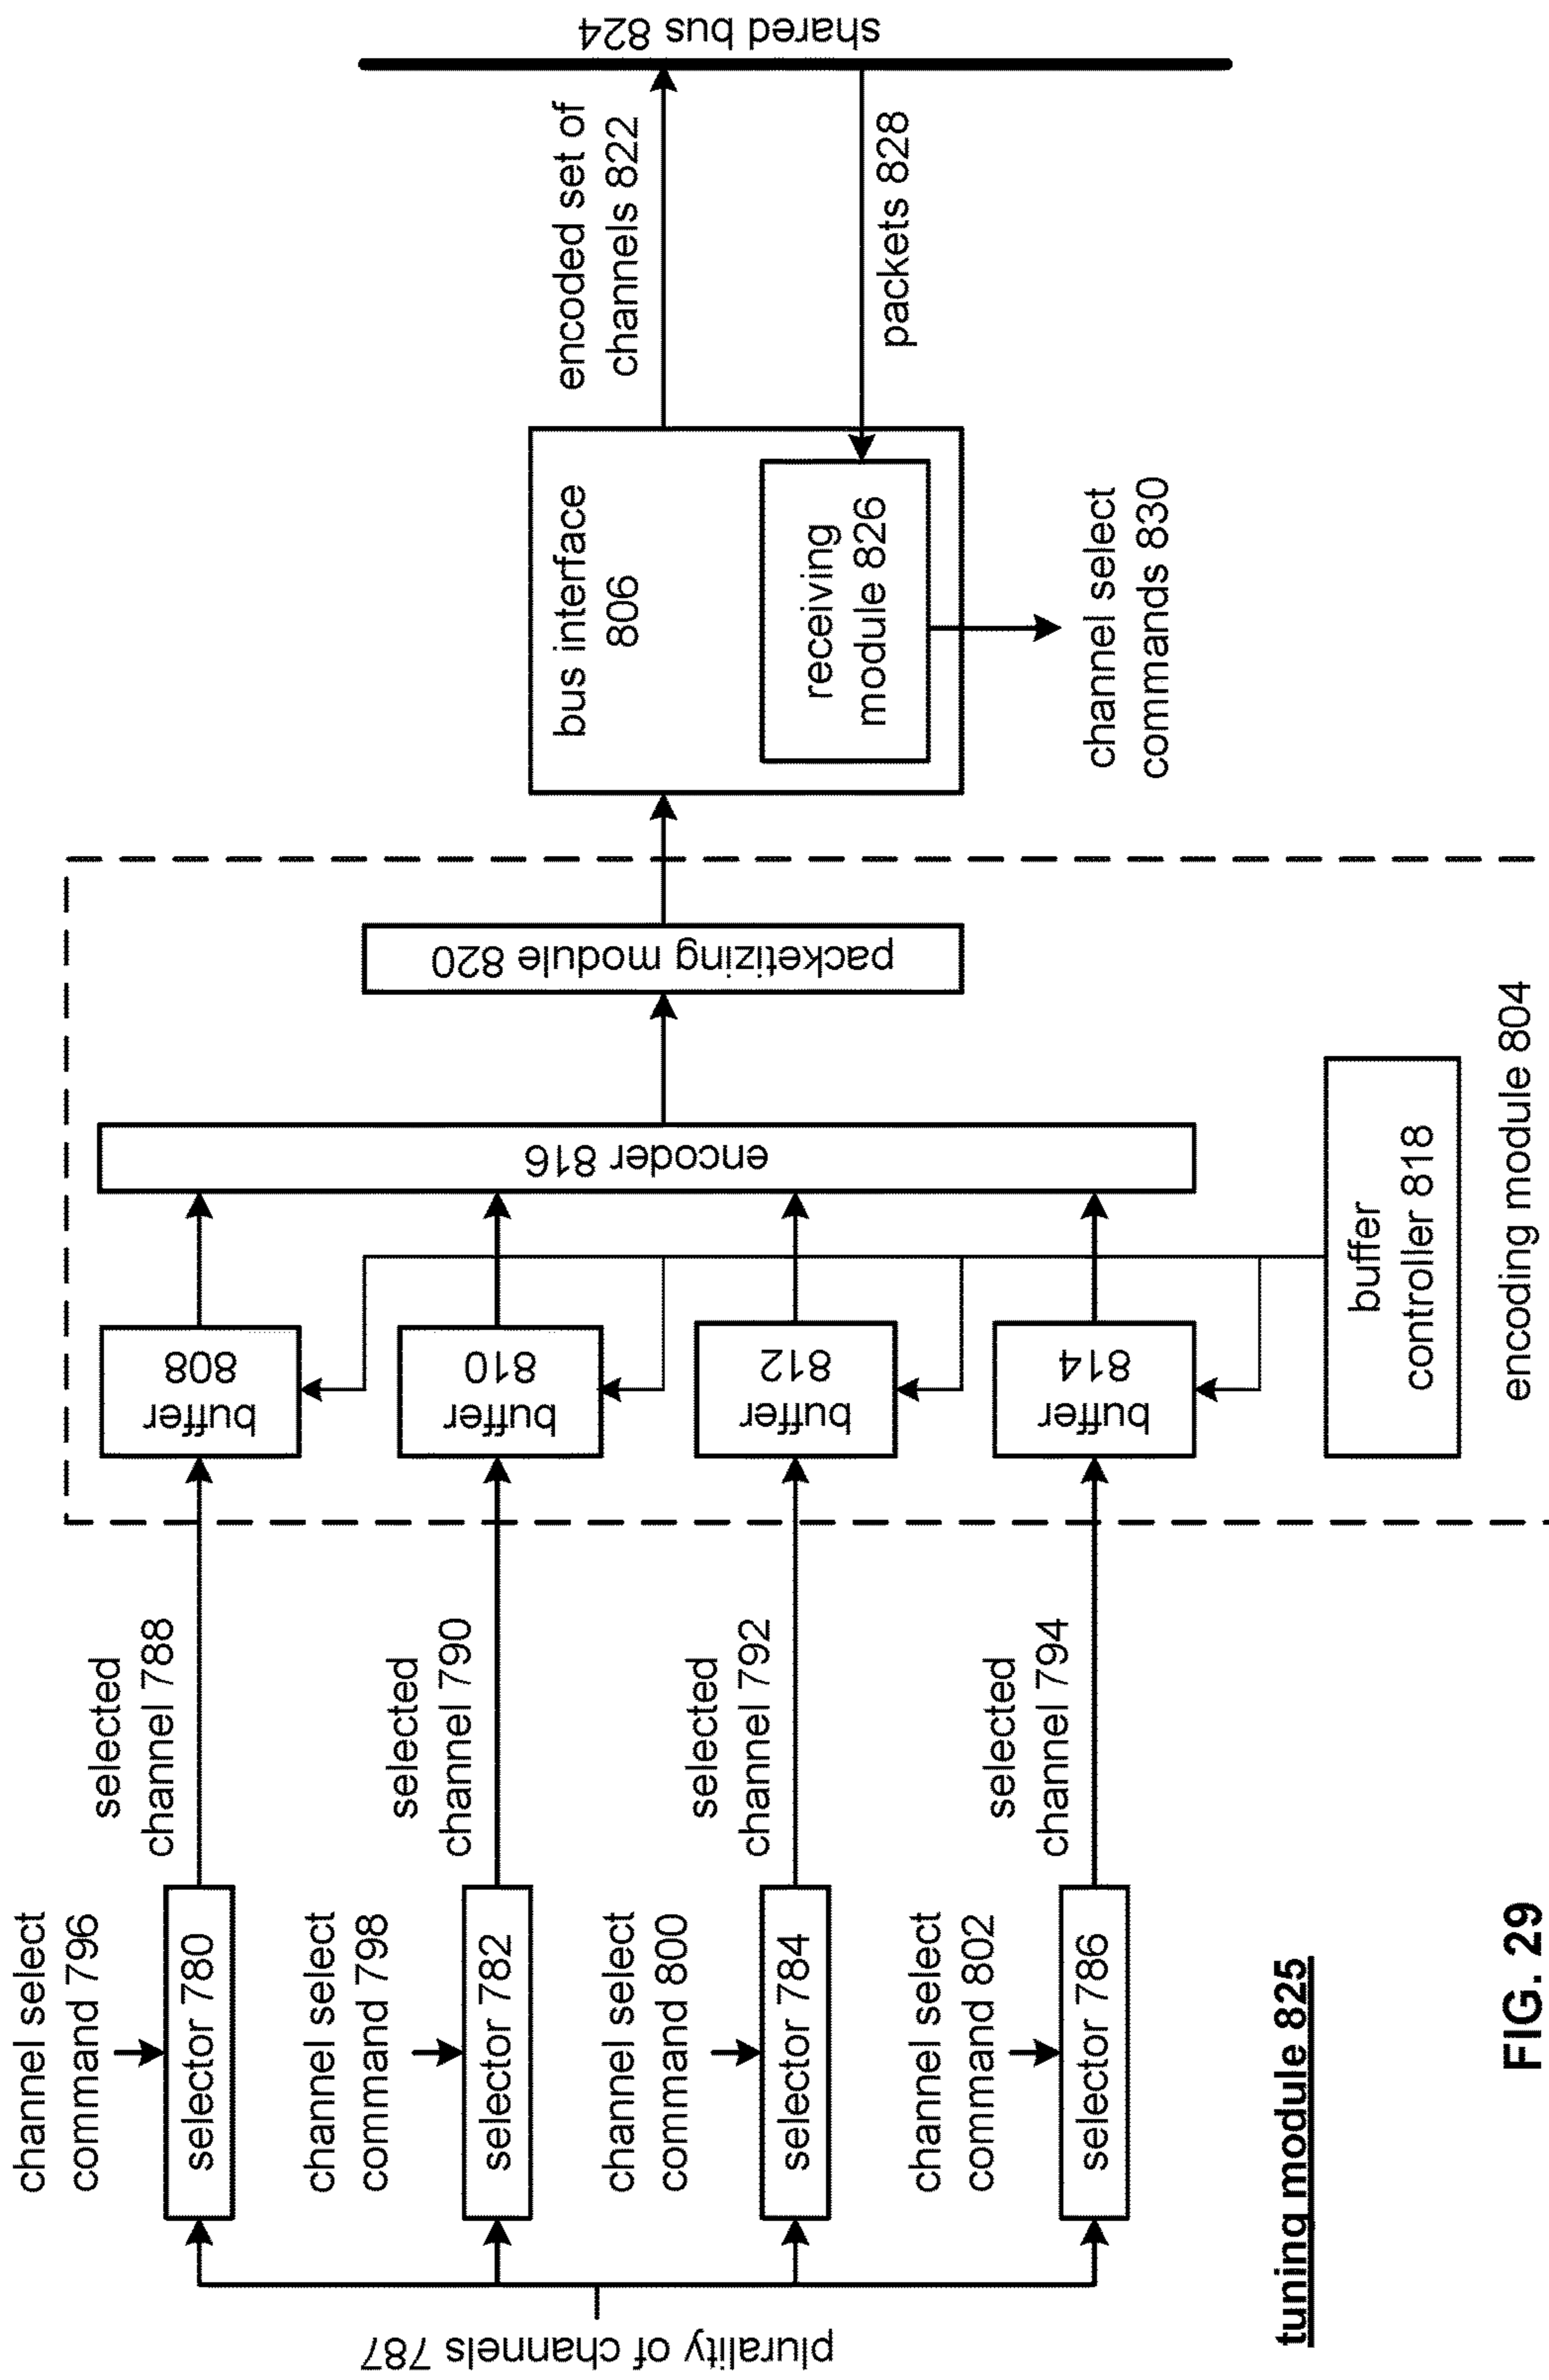 plurality of channels 787
channel select
command 796
selector 780
selected
channel 788
channel select
command 798
selector 782
selected
channel 790
channel select
command 800
selector 784
selected
channel 792
channel select
command 802
selector 786
selected
channel 794
buffer
808
buffer
810
buffer
812
buffer
814
encoder 816
buffer
controller 818
packetizing module 820
encoding module 804
bus interface
806
receiving
module 826
channel select
commands 830
encoded set of
channels 822
packets 828
shared bus 824
tuning module 825
FIG. 29